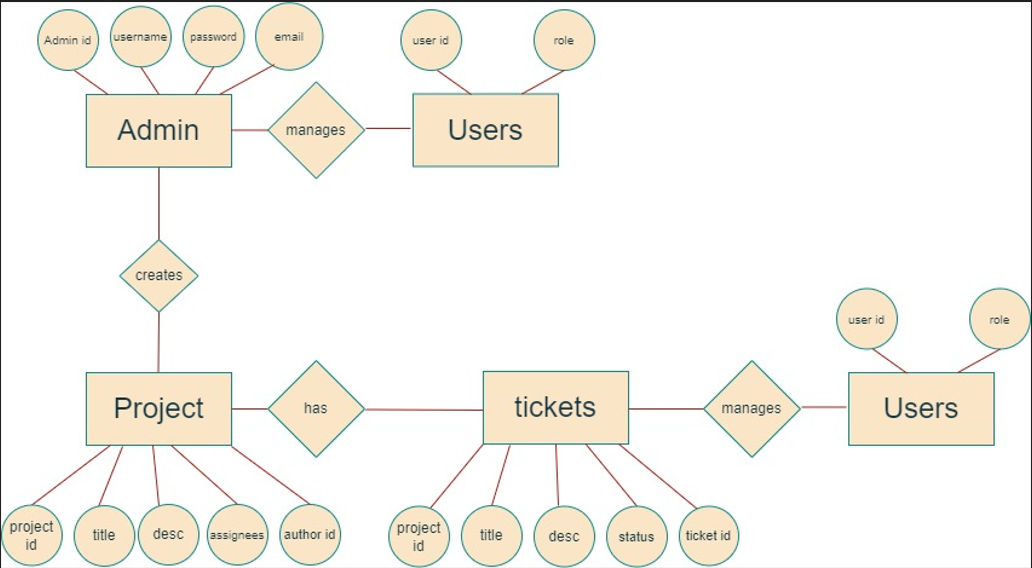 Admin id
username
password
email
user id
role
Admin
manages
Users
creates
user id
role
Project
has
tickets
manages
Users
project
id
title
desc
assignees
author id
project
id
title
desc
status
ticket id